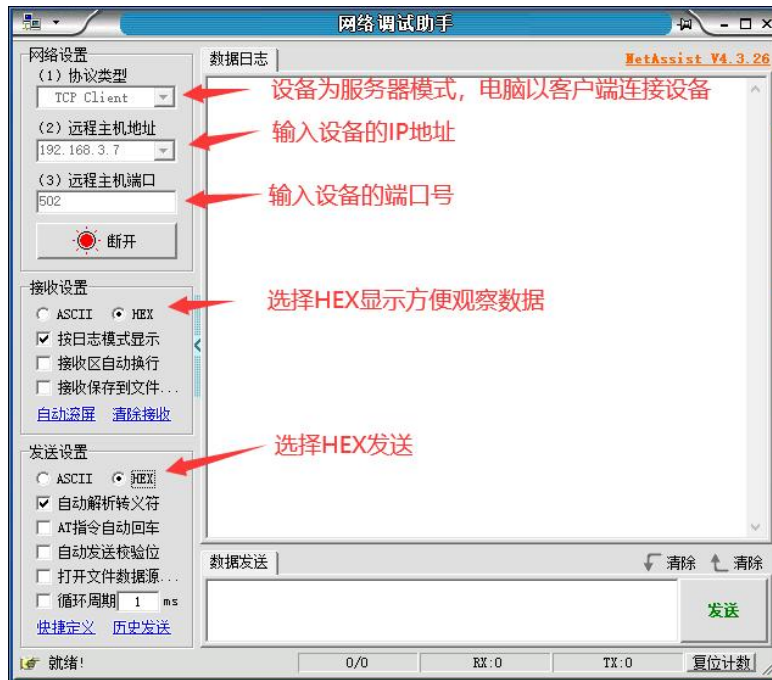 网络调试助手
网络设置
(1) 协议类型
TCP Client
(2) 远程主机地址
192.168.3.7
(3) 远程主机端口
502
断开
接收设置
ASCII HEX
按日志模式显示
接收区自动换行
接收保存到文件...
自动滚屏 清除接收
发送设置
ASCII HEX
自动解析转义符
AT指令自动回车
自动发送校验位
打开文件数据源...
循环周期 1 ms
快捷定义 历史发送
数据日志 NetAssist V4.3.26
设备为服务器模式，电脑以客户端连接设备
输入设备的IP地址
输入设备的端口号
选择HEX显示方便观察数据
选择HEX发送
数据发送 清除 清除
发送
就绪! 0/0 RX:0 TX:0 复位计数